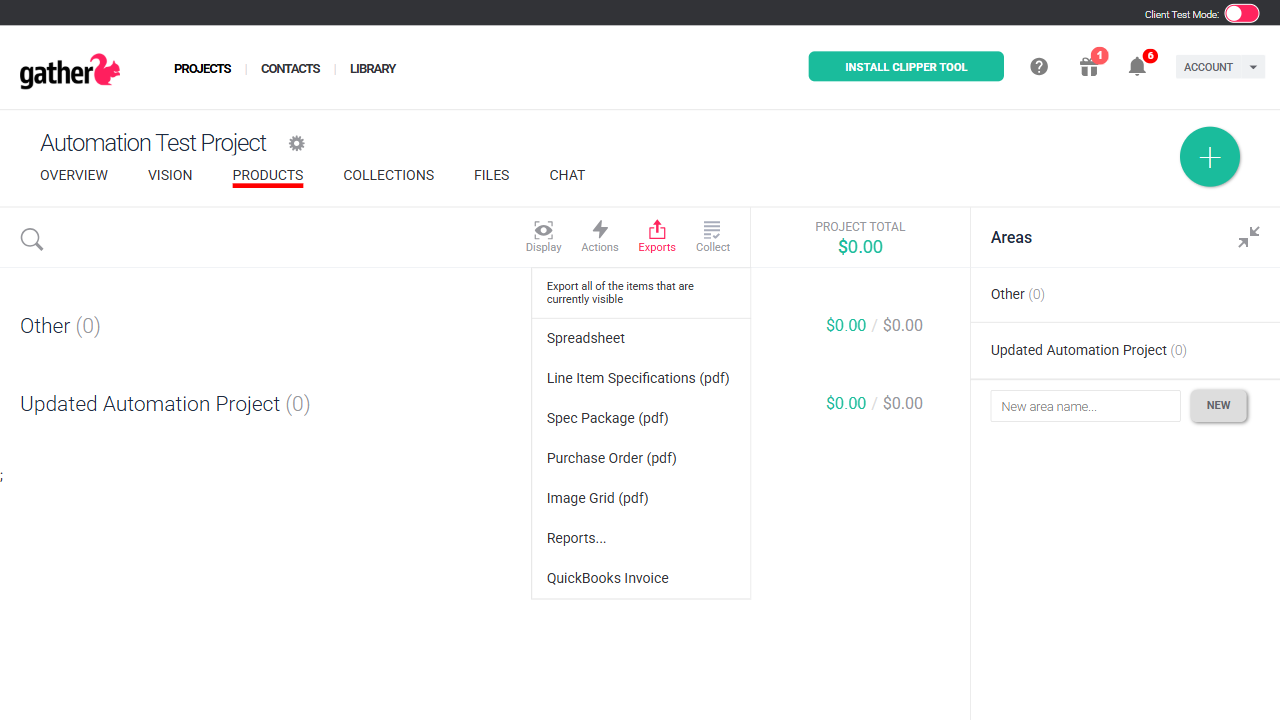 Client Test Mode:
gather
PROJECTS | CONTACTS | LIBRARY
INSTALL CLIPPER TOOL
?
1
6
ACCOUNT
Automation Test Project
OVERVIEW VISION PRODUCTS COLLECTIONS FILES CHAT
Display Actions Exports Collect
PROJECT TOTAL
$0.00
Areas
Export all of the items that are
currently visible
Spreadsheet
Line Item Specifications (pdf)
Spec Package (pdf)
Purchase Order (pdf)
Image Grid (pdf)
Reports...
QuickBooks Invoice
Other (0)
$0.00 / $0.00
Updated Automation Project (0)
$0.00 / $0.00
;
Other (0)
Updated Automation Project (0)
New area name...
NEW